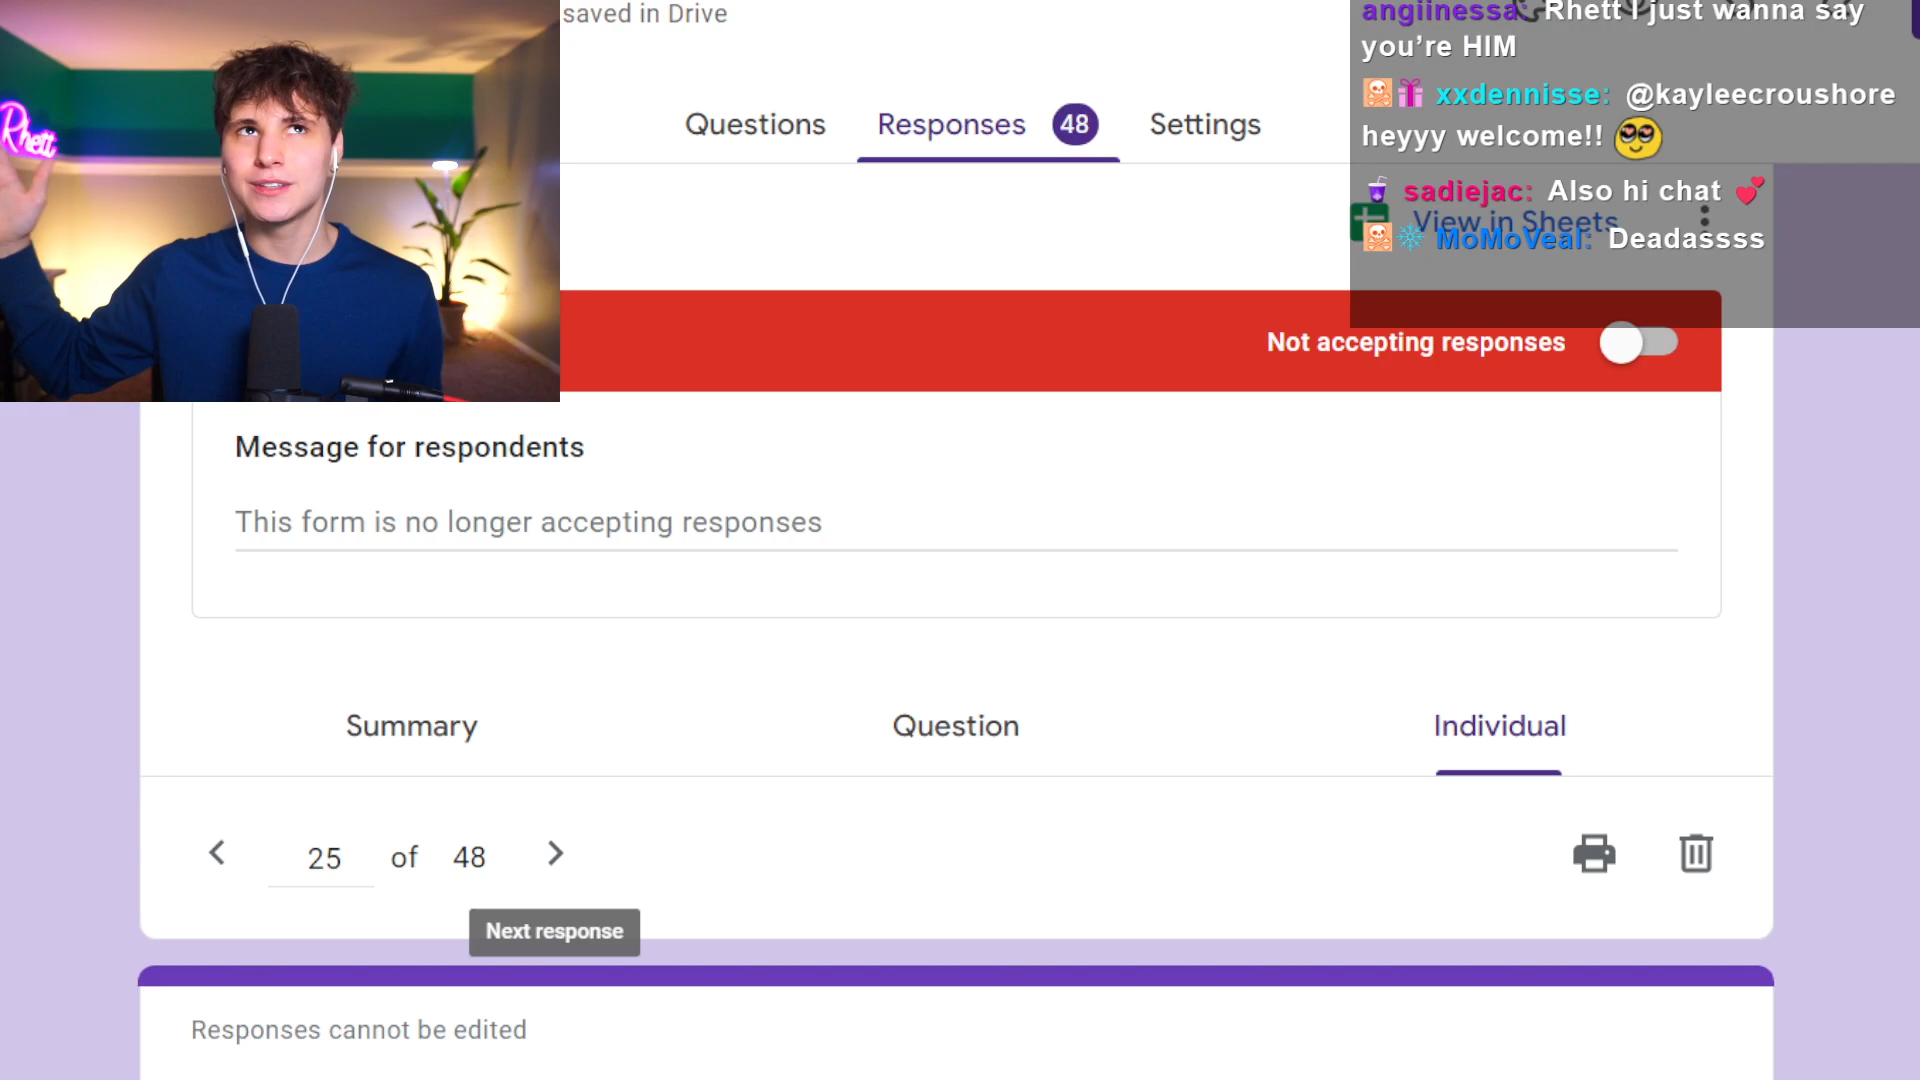 saved in Drive
Rhett
Questions
Responses
48
Settings
angiinessa: Rhett I just wanna say
you're HIM
xxdennisse: @kayleecroushore
heyyy welcome!!
sadiejac: Also hi chat
View in Sheets
MoMoVeal: Deadassss
Not accepting responses
Message for respondents
This form is no longer accepting responses
Summary
Question
Individual
25 of 48
Next response
Responses cannot be edited